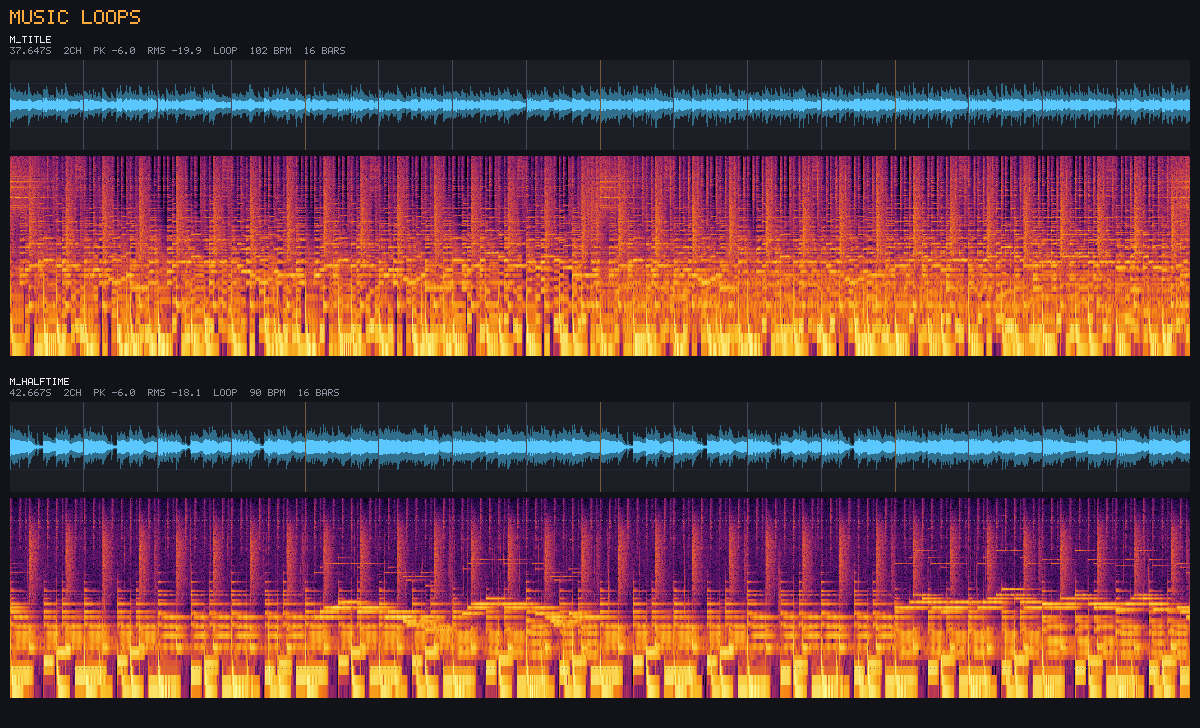 MUSIC LOOPS
M_TITLE
37.647S 2CH PK -6.0 RMS -19.9 LOOP 102 BPM 16 BARS
M_HALFTIME
42.667S 2CH PK -6.0 RMS -18.1 LOOP 90 BPM 16 BARS